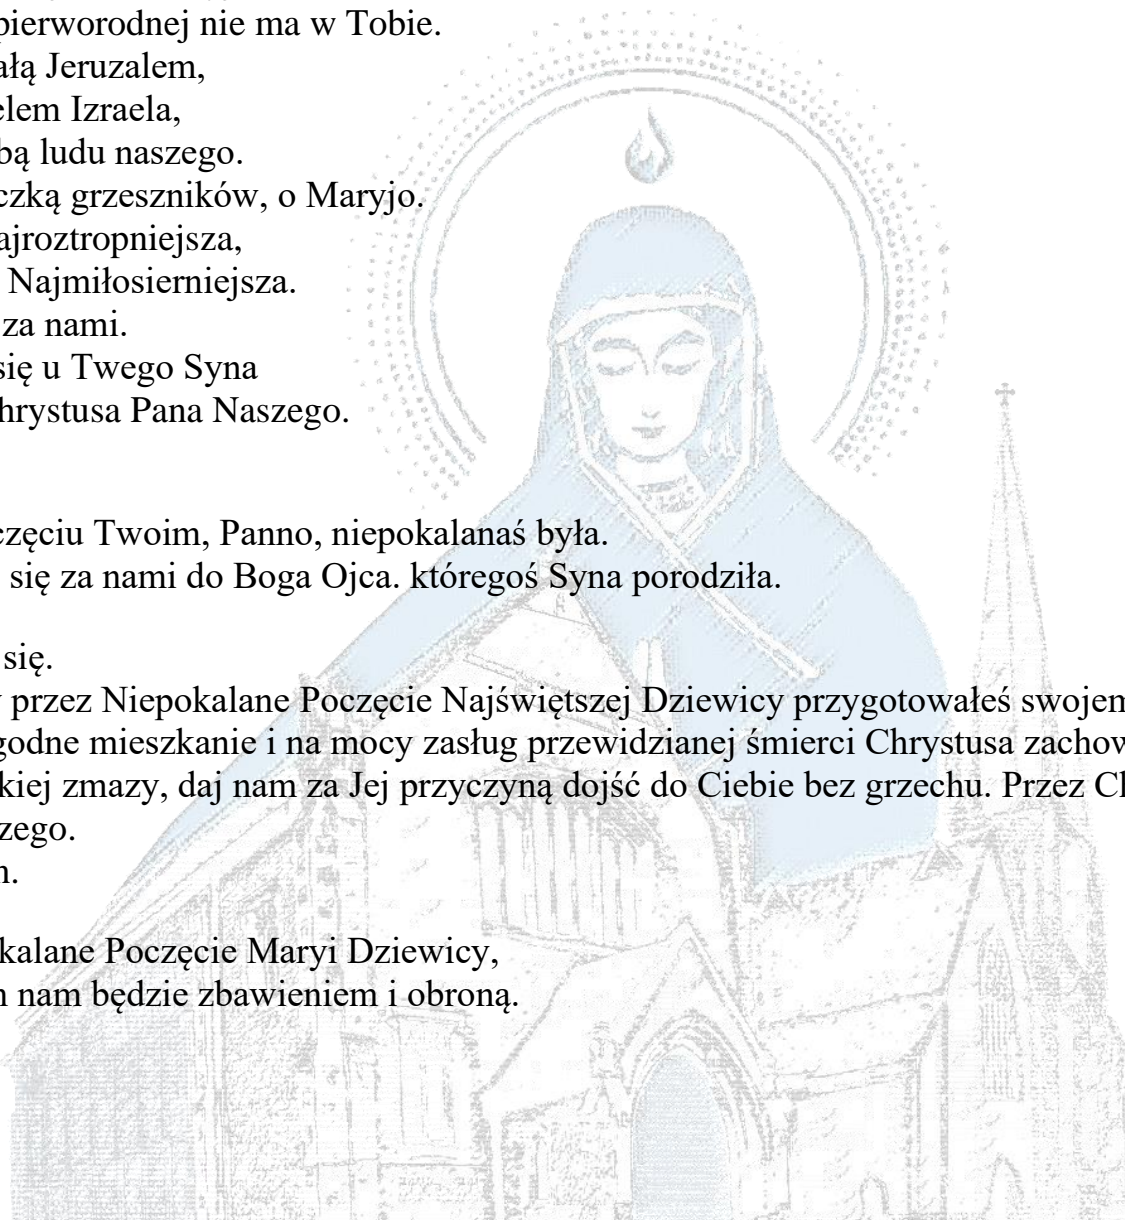 pierworodnej nie ma w Tobie.
ałą Jeruzalem,
elem Izraela,
bą ludu naszego.
czką grzeszników, o Maryjo.
ajroztropniejsza,
Najmiłosierniejsza.
za nami.
się u Twego Syna
hrystusa Pana Naszego.
częciu Twoim, Panno, niepokalanaś była.
się za nami do Boga Ojca. któregoś Syna porodziła.
się.
y przez Niepokalane Poczęcie Najświętszej Dziewicy przygotowałeś swojem
godne mieszkanie i na mocy zasług przewidzianej śmierci Chrystusa zachow
kiej zmazy, daj nam za Jej przyczyną dojść do Ciebie bez grzechu. Przez Ch
zego.
n.
kalane Poczęcie Maryi Dziewicy,
n nam będzie zbawieniem i obroną.